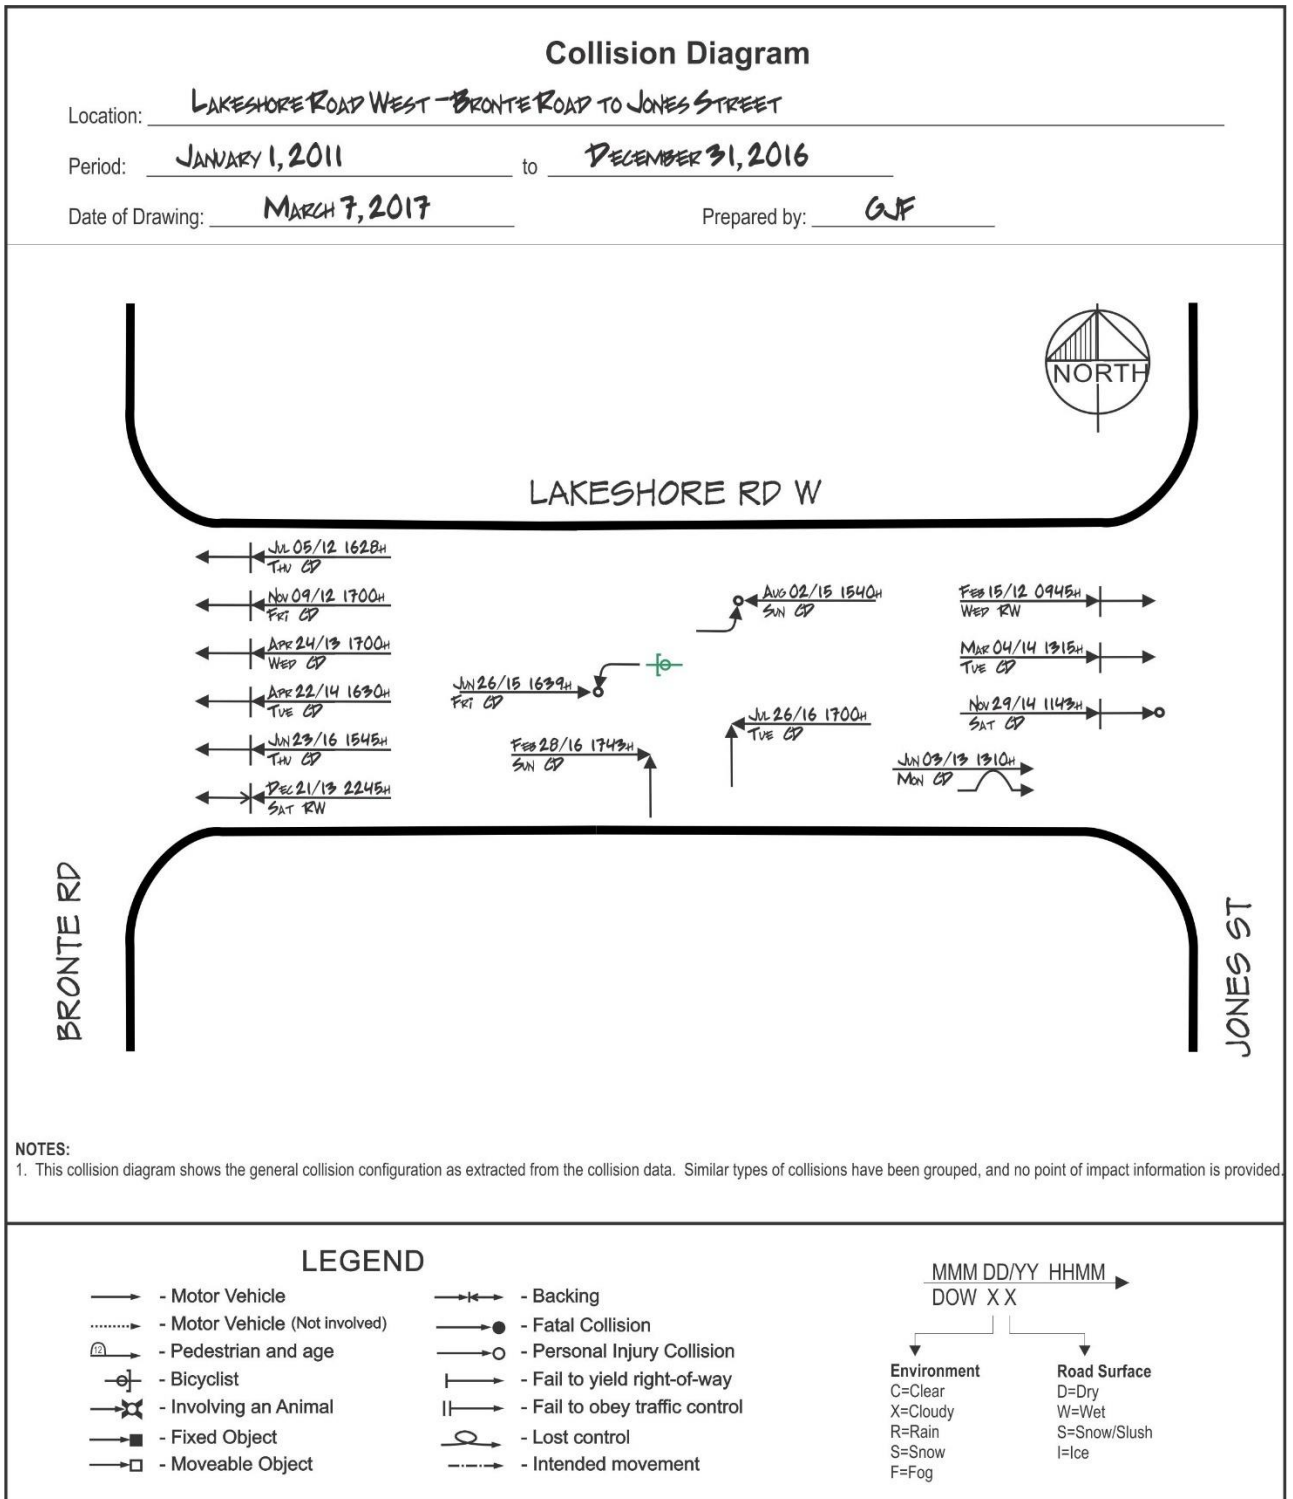 Collision Diagram
Location: LAKESHORE ROAD WEST - BRONTE ROAD TO JONES STREET
Period: JANUARY 1, 2011 to DECEMBER 31, 2016
Date of Drawing: MARCH 7, 2017 Prepared by: GJF
NORTH
LAKESHORE RD W
JUL 05/12 1628H
THU CD
NOV 09/12 1700H
FRI CD
APR 24/13 1700H
WED CD
APR 22/14 1630H
TUE CD
JUN 23/16 1545H
THU CD
DEC 21/13 2245H
SAT RW
AUG 02/15 1540H
SUN CD
JUN 26/15 1639H
FRI CD
JUL 26/16 1700H
TUE CD
FEB 28/16 1743H
SUN CD
FEB 15/12 0945H
WED RW
MAR 04/14 1315H
TUE CD
NOV 29/14 1143H
SAT CD
JUN 03/13 1310H
MON CD
BRONTE RD
JONES ST
NOTES:
1. This collision diagram shows the general collision configuration as extracted from the collision data. Similar types of collisions have been grouped, and no point of impact information is provided.
LEGEND
- Motor Vehicle
- Motor Vehicle (Not involved)
12 - Pedestrian and age
- Bicyclist
- Involving an Animal
- Fixed Object
- Moveable Object
- Backing
- Fatal Collision
- Personal Injury Collision
- Fail to yield right-of-way
- Fail to obey traffic control
- Lost control
- Intended movement
MMM DD/YY HHMM
DOW X X
Environment
C=Clear
X=Cloudy
R=Rain
S=Snow
F=Fog
Road Surface
D=Dry
W=Wet
S=Snow/Slush
I=Ice